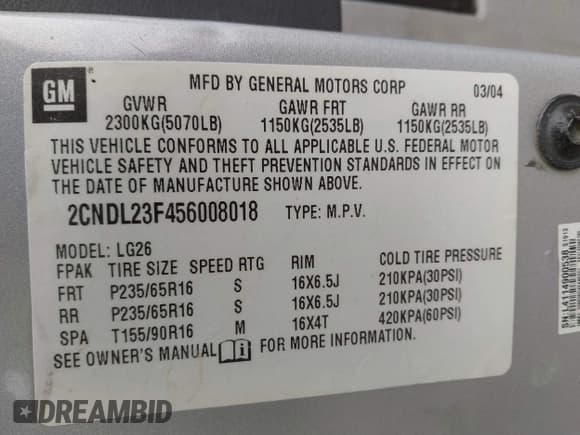 GM
MFD BY GENERAL MOTORS CORP 03/04
GVWR GAWR FRT GAWR RR
2300KG(5070LB) 1150KG(2535LB) 1150KG(2535LB)
THIS VEHICLE CONFORMS TO ALL APPLICABLE U.S. FEDERAL MOTOR
VEHICLE SAFETY AND THEFT PREVENTION STANDARDS IN EFFECT ON
THE DATE OF MANUFACTURE SHOWN ABOVE.
2CNDL23F456008018 TYPE: M.P.V.
MODEL: LG26
FPAK TIRE SIZE SPEED RTG RIM COLD TIRE PRESSURE
FRT P235/65R16 S 16X6.5J 210KPA(30PSI)
RR P235/65R16 S 16X6.5J 210KPA(30PSI)
SPA T155/90R16 M 16X4T 420KPA(60PSI)
SEE OWNER'S MANUAL i FOR MORE INFORMATION.
SN:L4114900538 S1913
DREAMBID